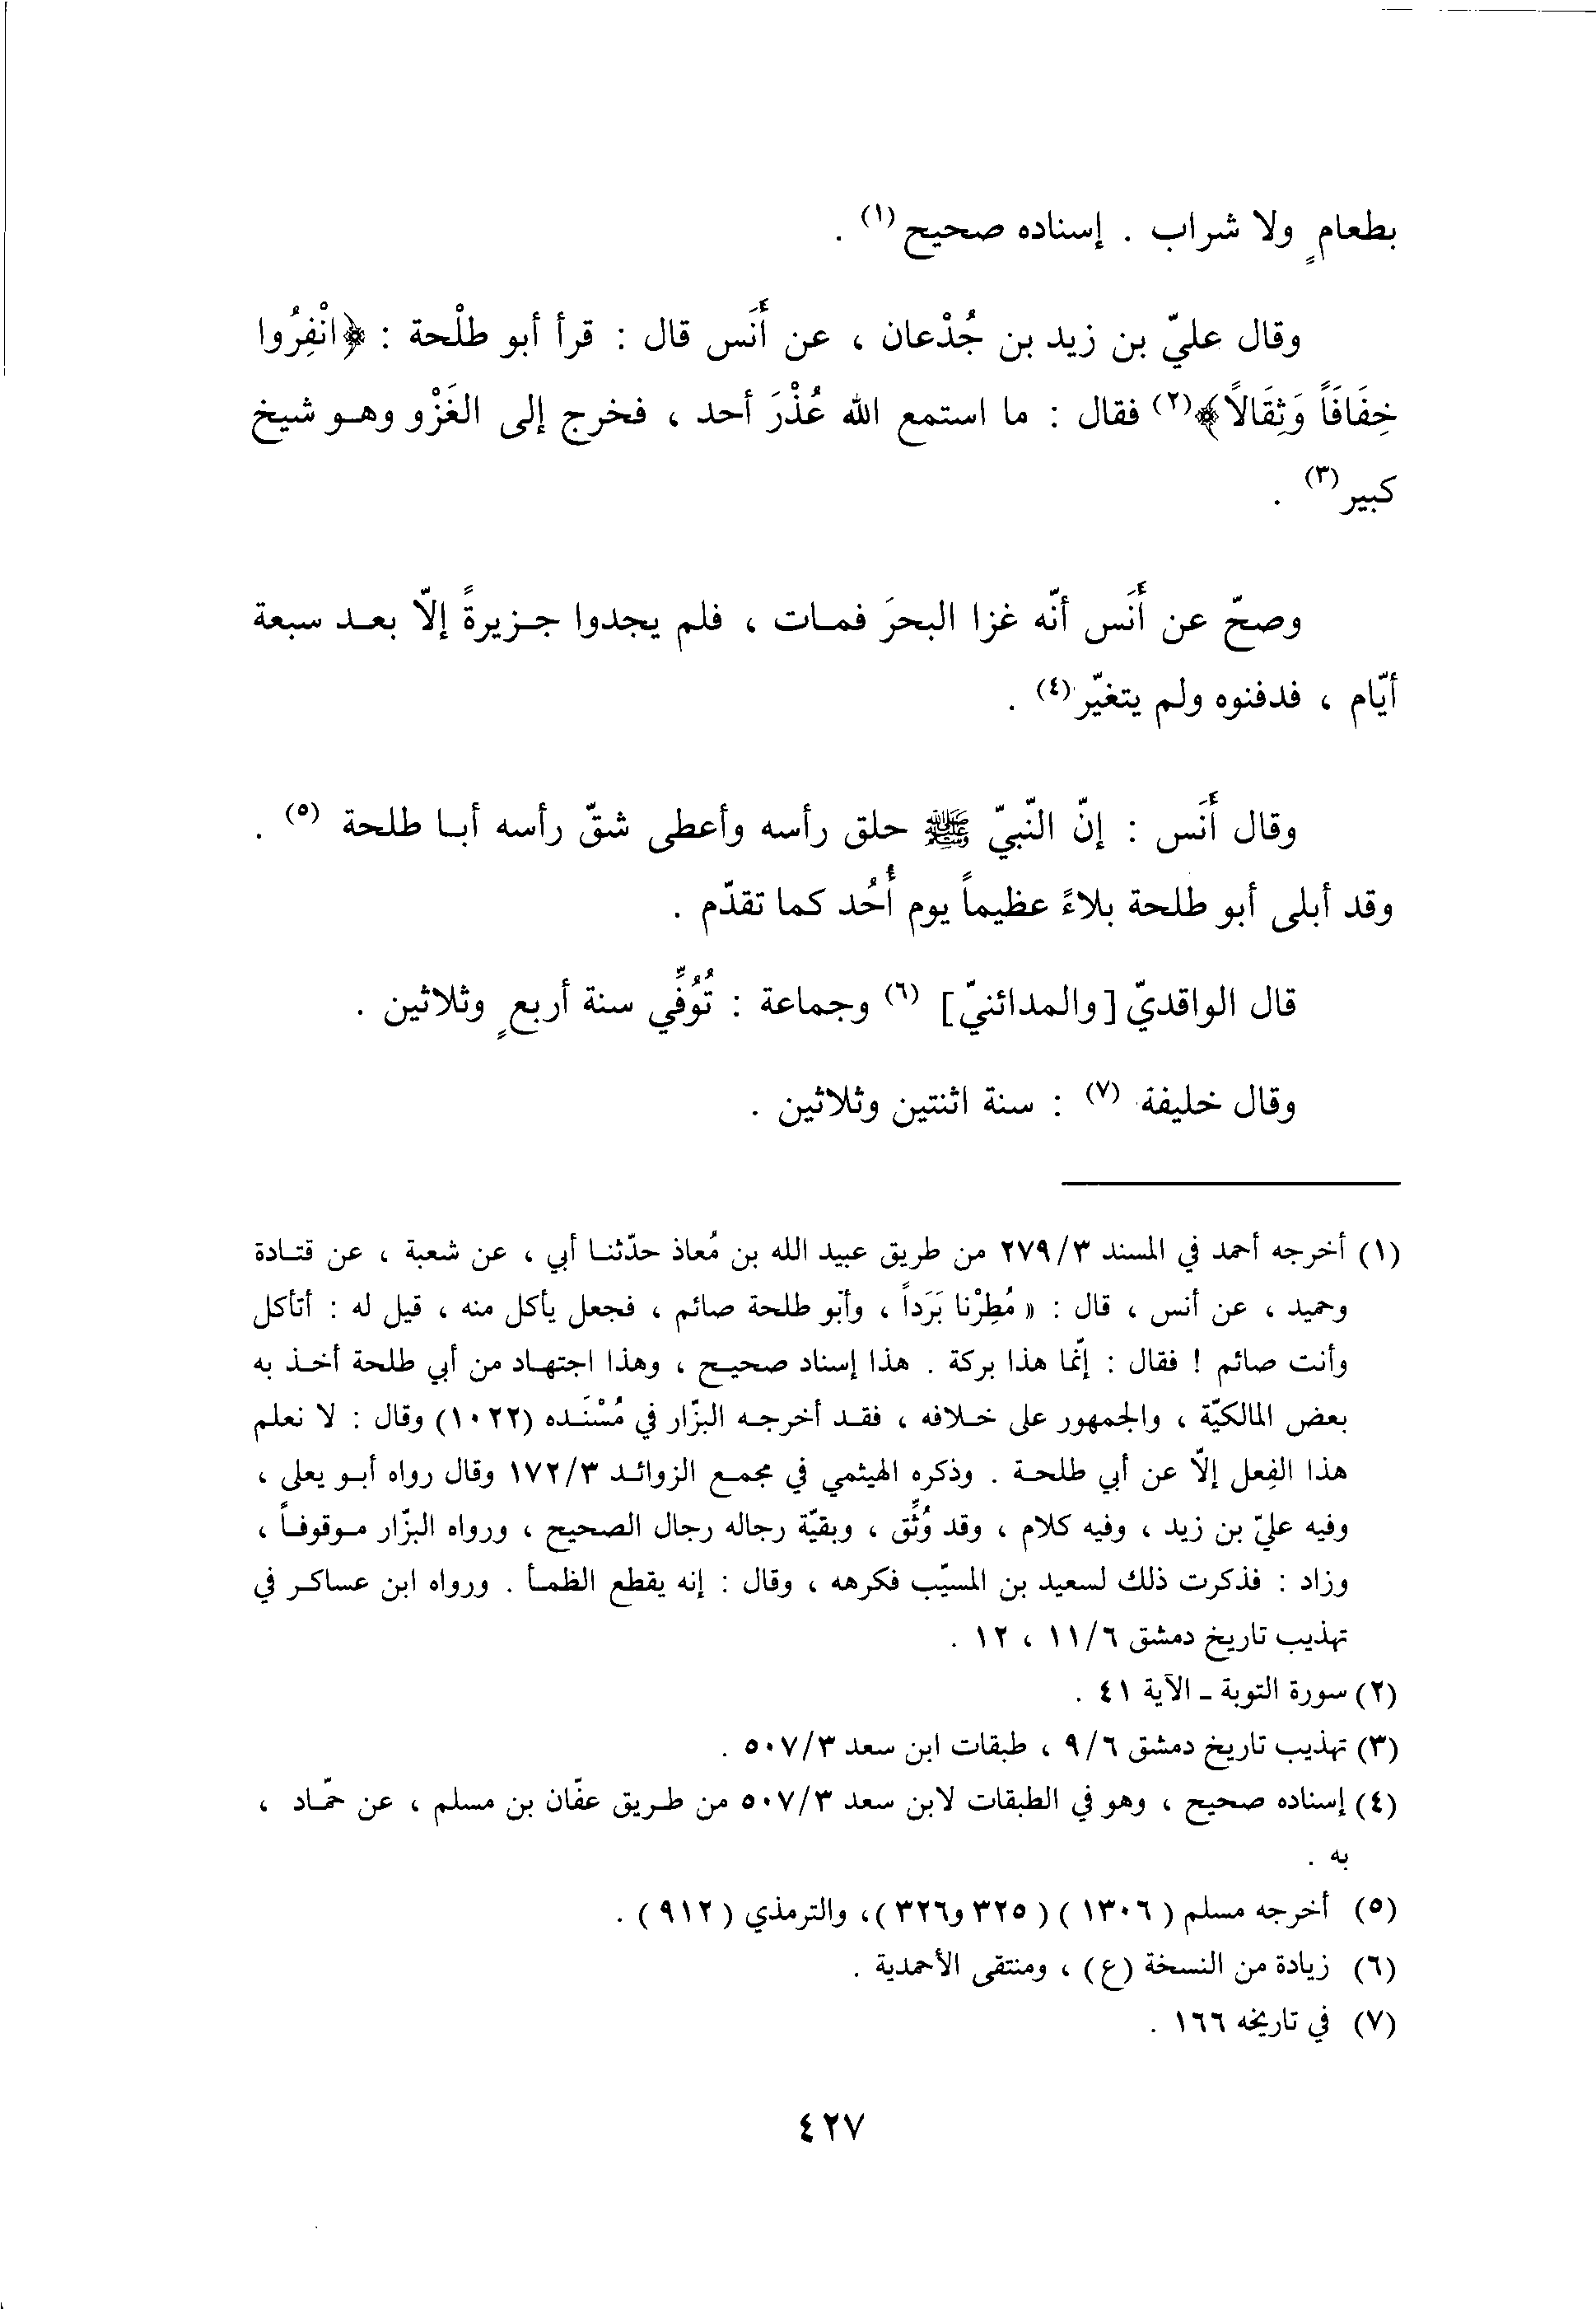 بطعامٍ ولا شراب . إسناده صحيح (١) .
وقال عليّ بن زيد بن جُدْعان ، عن أَنَس قال : قرأ أبو طلْحة : ﴿انْفِرُوا
خِفَافَاً وَثِقَالاً﴾(٢) فقال : ما استمع الله عُذْرَ أحد ، فخرج إلى الغَزْو وهو شيخ
كبير(٣) .
وصحّ عن أَنَس أنّه غزا البحرَ فمات ، فلم يجدوا جزيرةً إلاّ بعد سبعة
أيّام ، فدفنوه ولم يتغيّر(٤) .
وقال أَنَس : إنّ النّبيّ ﷺ حلق رأسه وأعطى شقّ رأسه أبا طلحة (٥) .
وقد أبلى أبو طلحة بلاءً عظيماً يوم أُحُد كما تقدّم .
قال الواقديّ [والمدائنيّ] (٦) وجماعة : تُوُفِّي سنة أربعٍ وثلاثين .
وقال خليفة (٧) : سنة اثنتين وثلاثين .
(١) أخرجه أحمد في المسند ٢٧٩/٣ من طريق عبيد الله بن مُعاذ حدّثنا أبي ، عن شعبة ، عن قتادة
وحميد ، عن أنس ، قال : « مُطِرْنا بَرَداً ، وأبو طلحة صائم ، فجعل يأكل منه ، قيل له : أتأكل
وأنت صائم ! فقال : إنّما هذا بركة . هذا إسناد صحيح ، وهذا اجتهاد من أبي طلحة أخذ به
بعض المالكيّة ، والجمهور على خلافه ، فقد أخرجه البزّار في مُسْنَده (١٠٢٢) وقال : لا نعلم
هذا الفِعل إلاّ عن أبي طلحة . وذكره الهيثمي في مجمع الزوائد ١٧٢/٣ وقال رواه أبو يعلى ،
وفيه عليّ بن زيد ، وفيه كلام ، وقد وُثِّق ، وبقيّة رجاله رجال الصحيح ، ورواه البزّار موقوفاً ،
وزاد : فذكرت ذلك لسعيد بن المسيّب فكرهه ، وقال : إنه يقطع الظمأ . ورواه ابن عساكر في
تهذيب تاريخ دمشق ١١/٦ ، ١٢ .
(٢) سورة التوبة - الآية ٤١ .
(٣) تهذيب تاريخ دمشق ٩/٦ ، طبقات ابن سعد ٥٠٧/٣ .
(٤) إسناده صحيح ، وهو في الطبقات لابن سعد ٥٠٧/٣ من طريق عفّان بن مسلم ، عن حمّاد ،
به .
(٥) أخرجه مسلم ( ١٣٠٦ ) ( ٣٢٥ و٣٢٦ )، والترمذي ( ٩١٢ ) .
(٦) زيادة من النسخة (ع) ، ومنتقى الأحمدية .
(٧) في تاريخه ١٦٦ .
٤٢٧